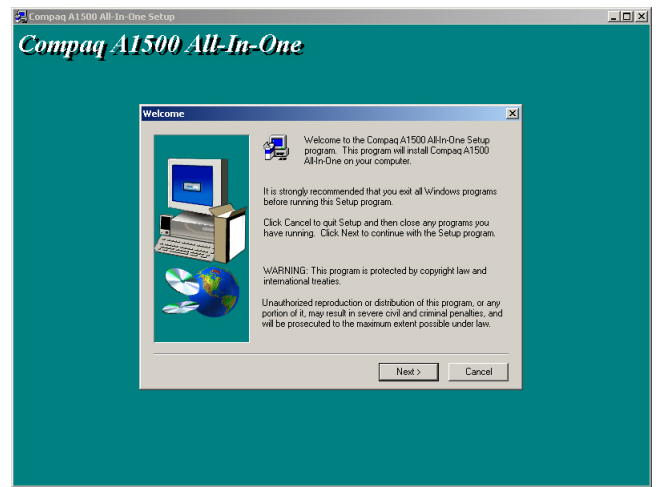 Compaq A1500 All-In-One Setup
Compaq A1500 All-In-One
Welcome
Welcome to the Compaq A1500 All-In-One Setup
program. This program will install Compaq A1500
All-In-One on your computer.
It is strongly recommended that you exit all Windows programs
before running this Setup program.
Click Cancel to quit Setup and then close any programs you
have running. Click Next to continue with the Setup program.
WARNING: This program is protected by copyright law and
international treaties.
Unauthorized reproduction or distribution of this program, or any
portion of it, may result in severe civil and criminal penalties, and
will be prosecuted to the maximum extent possible under law.
Next > Cancel